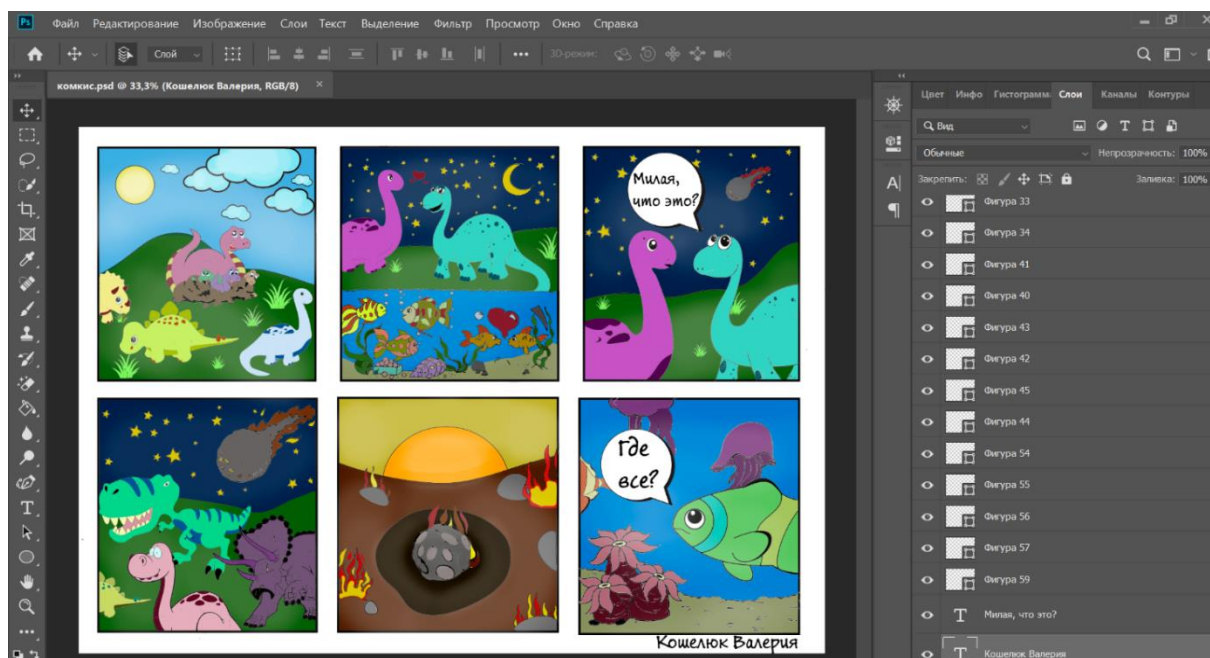 Ps
Файл Редактирование Изображение Слои Текст Выделение Фильтр Просмотр Окно Справка
Слой
3D-режим:
комкис.psd @ 33,3% (Кошелюк Валерия, RGB/8)
Милая,
что это?
Где
все?
Кошелюк Валерия
Цвет Инфо Гистограмм Слои Каналы Контуры
Вид
Обычные Непрозрачность: 100%
Закрепить: Заливка: 100%
Фигура 33
Фигура 34
Фигура 41
Фигура 40
Фигура 43
Фигура 42
Фигура 45
Фигура 44
Фигура 54
Фигура 55
Фигура 56
Фигура 57
Фигура 59
Милая, что это?
Кошелюк Валерия